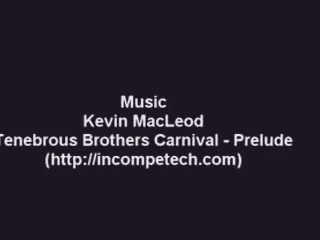 Music
Kevin MacLeod
Tenebrous Brothers Carnival - Prelude
(http://incompetech.com)